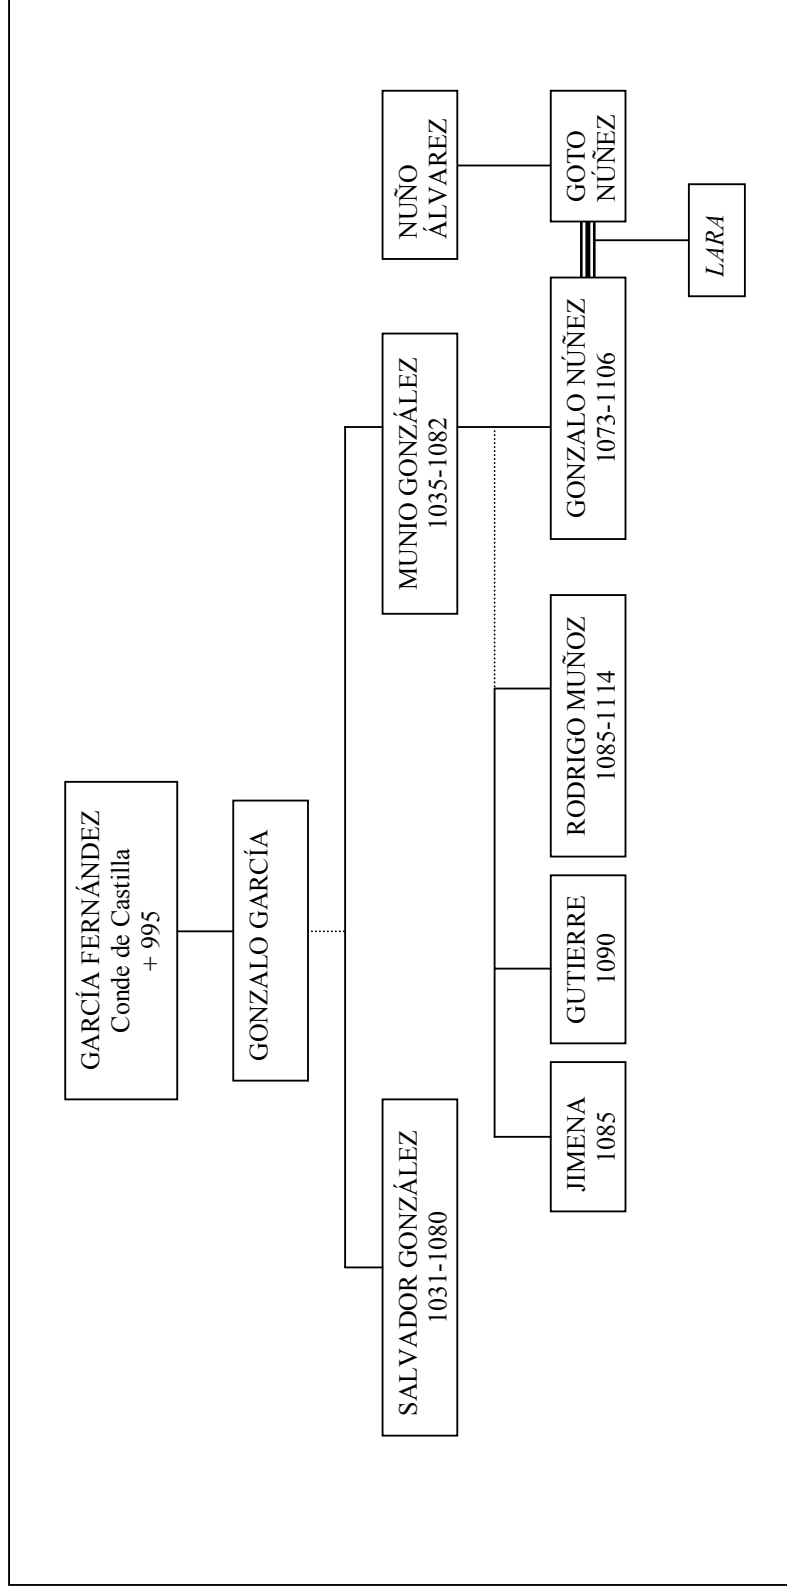 GARCÍA FERNÁNDEZ
Conde de Castilla
+ 995
GONZALO GARCÍA
SALVADOR GONZÁLEZ
1031-1080
MUNIO GONZÁLEZ
1035-1082
NUÑO
ÁLVAREZ
JIMENA
1085
GUTIERRE
1090
RODRIGO MUÑOZ
1085-1114
GONZALO NÚÑEZ
1073-1106
GOTO
NÚÑEZ
LARA